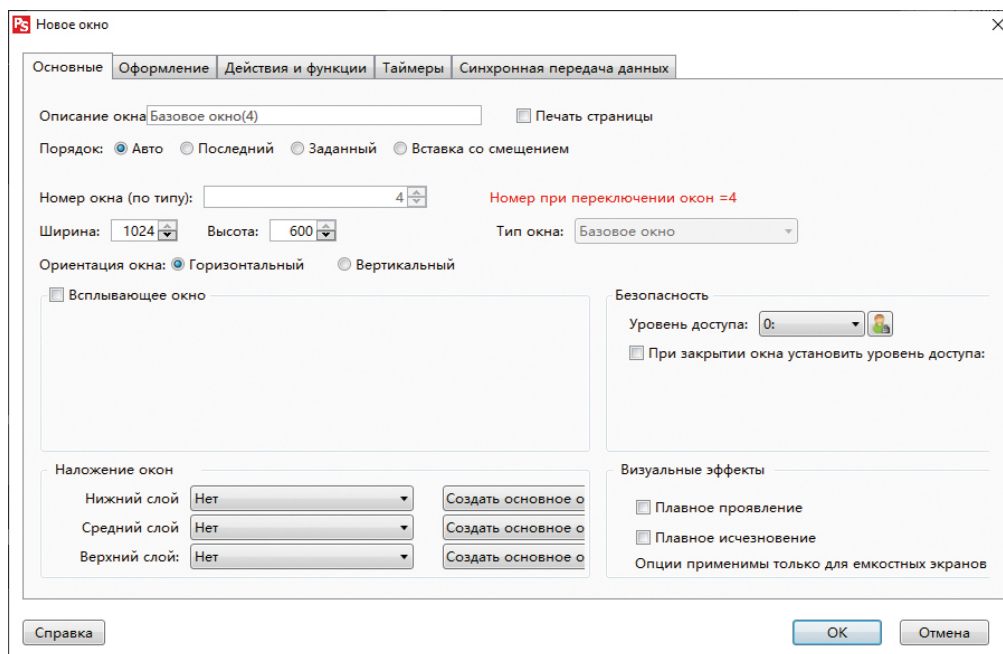 PS Новое окно
Основные Оформление Действия и функции Таймеры Синхронная передача данных
Описание окна Базовое окно(4) Печать страницы
Порядок: Авто Последний Заданный Вставка со смещением
Номер окна (по типу): 4 Номер при переключении окон =4
Ширина: 1024 Высота: 600 Тип окна: Базовое окно
Ориентация окна: Горизонтальный Вертикальный
Всплывающее окно Безопасность
Уровень доступа: 0:
При закрытии окна установить уровень доступа:
Наложение окон Визуальные эффекты
Нижний слой Нет Создать основное о
Плавное проявление
Средний слой Нет Создать основное о
Плавное исчезновение
Верхний слой: Нет Создать основное о
Опции применимы только для емкостных экранов
Справка OK Отмена